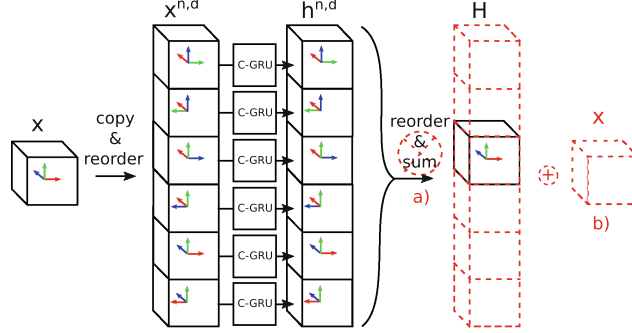 x^{n,d}
h^{n,d}
H
x
copy
&
reorder
C-GRU
C-GRU
C-GRU
C-GRU
C-GRU
C-GRU
reorder
&
sum
a)
+
x
b)